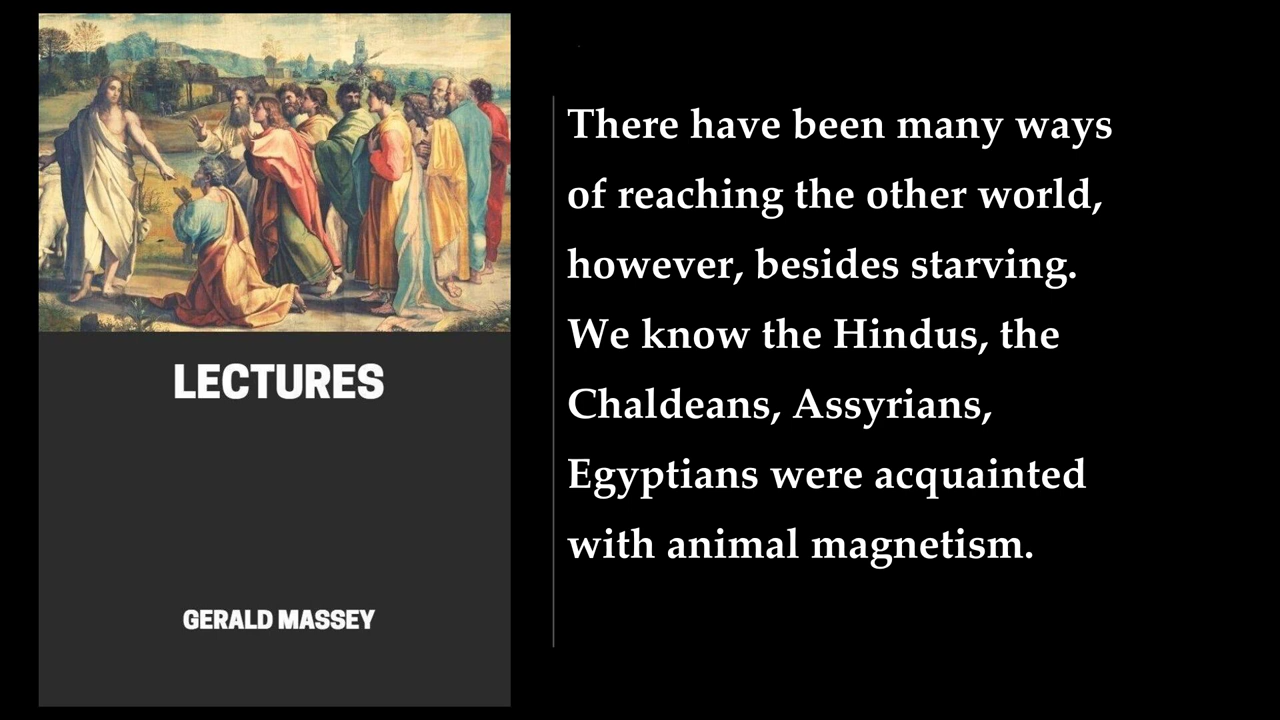 LECTURES
GERALD MASSEY
There have been many ways
of reaching the other world,
however, besides starving.
We know the Hindus, the
Chaldeans, Assyrians,
Egyptians were acquainted
with animal magnetism.